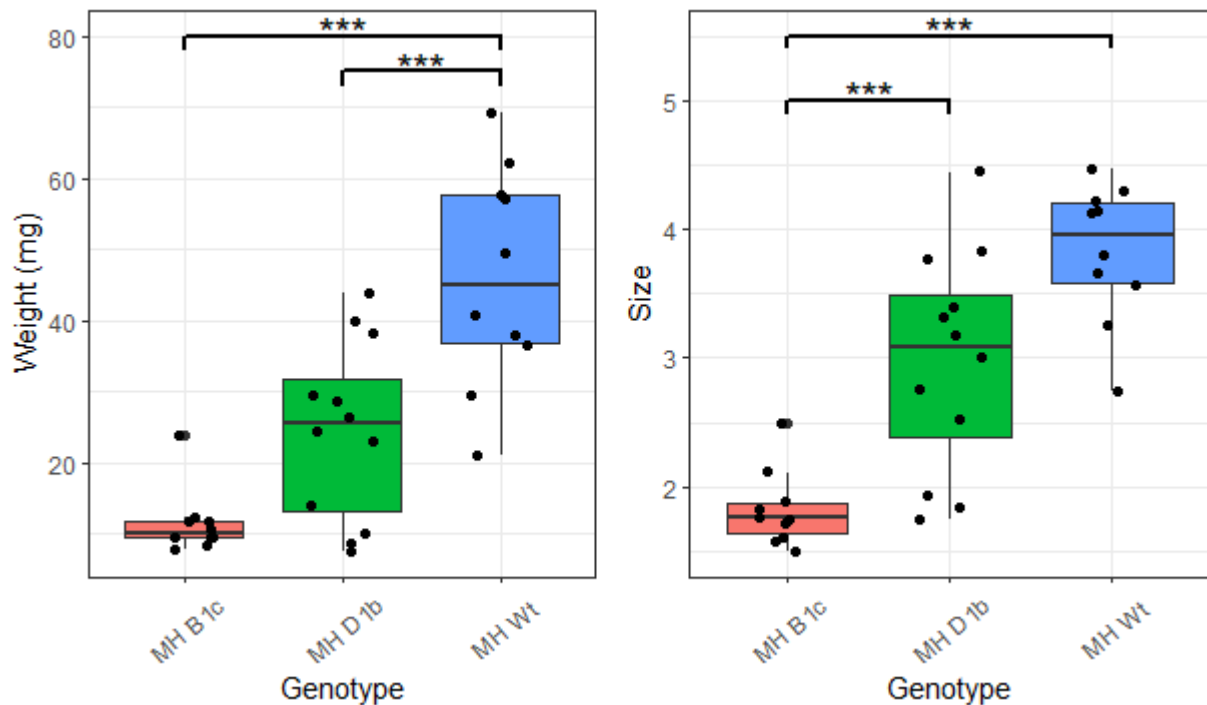 Weight (mg)
80
60
40
20
***
***
MH B1c
MH D1b
MH Wt
Genotype
Size
5
4
3
2
***
***
MH B1c
MH D1b
MH Wt
Genotype